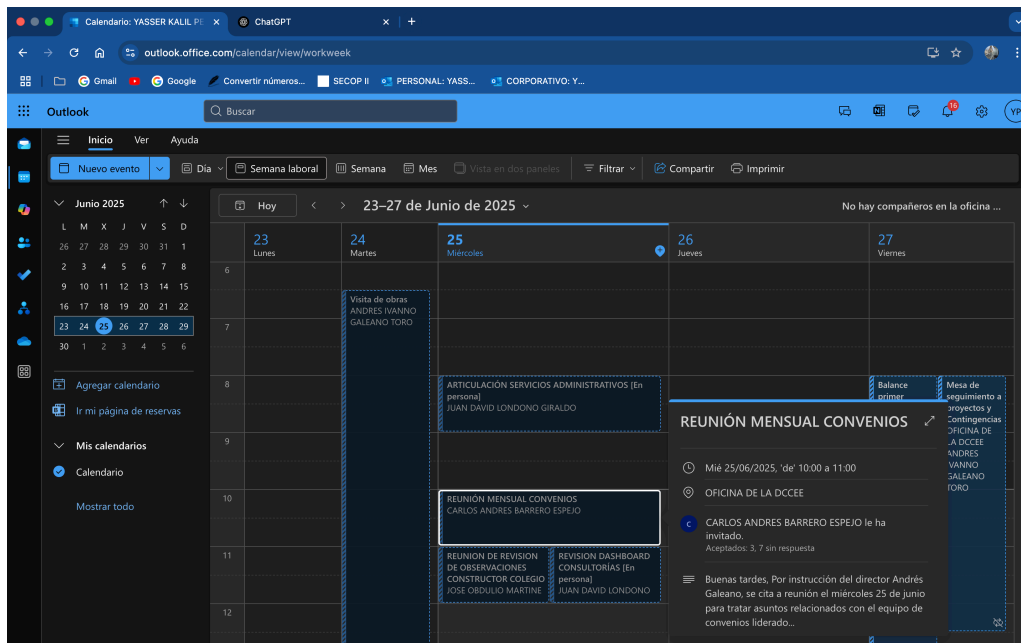 Calendario: YASSER KALIL PE
ChatGPT
outlook.office.com/calendar/view/workweek
Gmail
Google
Convertir números...
SECOP II
PERSONAL: YASS...
CORPORATIVO: Y...
Outlook
Buscar
16
YP
Inicio Ver Ayuda
Nuevo evento
Día
Semana laboral
Semana
Mes
Vista en dos paneles
Filtrar
Compartir
Imprimir
Junio 2025
L M X J V S D
26 27 28 29 30 31 1
2 3 4 5 6 7 8
9 10 11 12 13 14 15
16 17 18 19 20 21 22
23 24 25 26 27 28 29
30 1 2 3 4 5 6
Agregar calendario
Ir mi página de reservas
Mis calendarios
Calendario
Mostrar todo
Hoy
23–27 de Junio de 2025
No hay compañeros en la oficina ...
23
Lunes
24
Martes
25
Miércoles
26
Jueves
27
Viernes
6
7
8
9
10
11
12
Visita de obras
ANDRES IVANNO
GALEANO TORO
ARTICULACIÓN SERVICIOS ADMINISTRATIVOS [En
persona]
JUAN DAVID LONDONO GIRALDO
REUNIÓN MENSUAL CONVENIOS
CARLOS ANDRES BARRERO ESPEJO
REUNION DE REVISION
DE OBSERVACIONES
CONSTRUCTOR COLEGIO
JOSE OBDULIO MARTINE
REVISION DASHBOARD
CONSULTORÍAS [En
persona]
JUAN DAVID LONDONO
Balance
primer
Mesa de
seguimiento a
proyectos y
Contingencias
OFICINA DE
LA DCCEE
ANDRES
IVANNO
GALEANO
TORO
REUNIÓN MENSUAL CONVENIOS
Mié 25/06/2025, 'de' 10:00 a 11:00
OFICINA DE LA DCCEE
C
CARLOS ANDRES BARRERO ESPEJO le ha
invitado.
Aceptados: 3, 7 sin respuesta
Buenas tardes, Por instrucción del director Andrés
Galeano, se cita a reunión el miércoles 25 de junio
para tratar asuntos relacionados con el equipo de
convenios liderado...